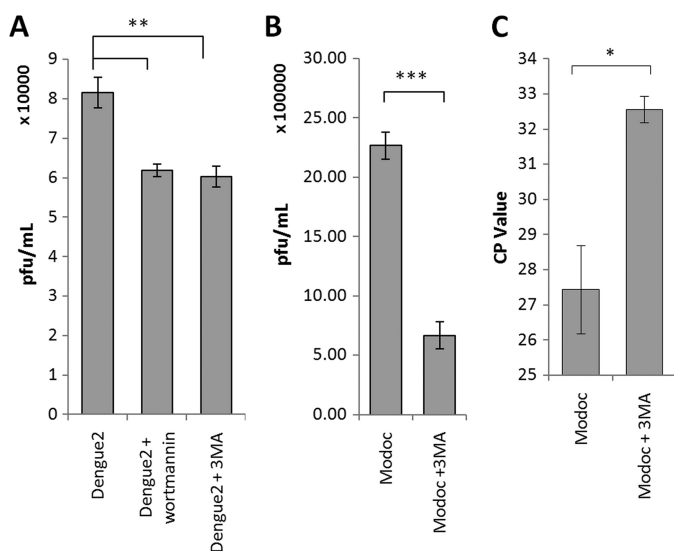 A
**
x 10000
pfu/mL
9
8
7
6
5
4
3
2
1
0
Dengue2
Dengue2 +
wortmannin
Dengue2 + 3MA
B
***
x100000
pfu/mL
30.00
25.00
20.00
15.00
10.00
5.00
0.00
Modoc
Modoc +3MA
C
*
CP Value
34
33
32
31
30
29
28
27
26
25
Modoc
Modoc + 3MA